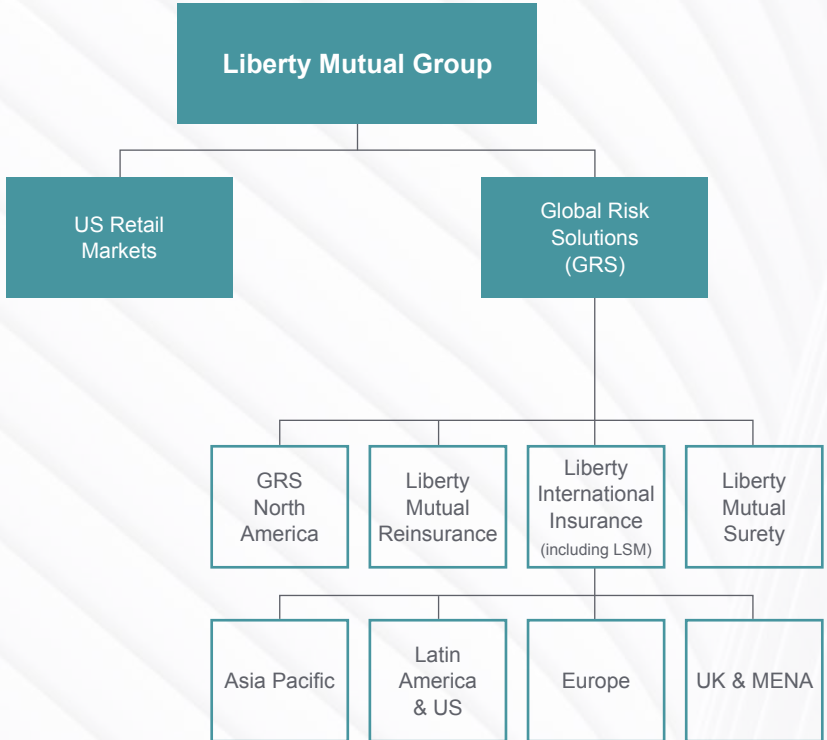 Liberty Mutual Group
US Retail
Markets
Global Risk
Solutions
(GRS)
GRS
North
America
Liberty
Mutual
Reinsurance
Liberty
International
Insurance
(including LSM)
Liberty
Mutual
Surety
Asia Pacific
Latin
America
& US
Europe
UK & MENA